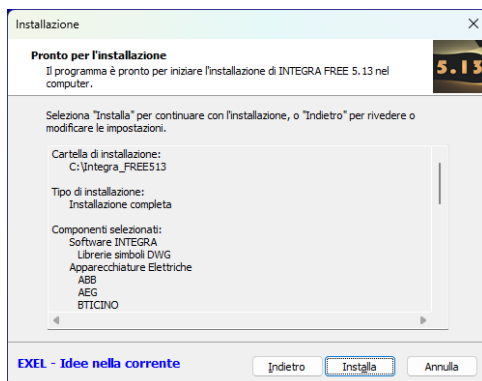 Installazione
Pronto per l'installazione
Il programma è pronto per iniziare l'installazione di INTEGRA FREE 5.13 nel
computer.
5.13
Seleziona "Installa" per continuare con l'installazione, o "Indietro" per rivedere o
modificare le impostazioni.
Cartella di installazione:
C:\Integra_FREE513
Tipo di installazione:
Installazione completa
Componenti selezionati:
Software INTEGRA
Librerie simboli DWG
Apparecchiature Elettriche
ABB
AEG
BTICINO
EXEL - Idee nella corrente
Indietro
Installa
Annulla